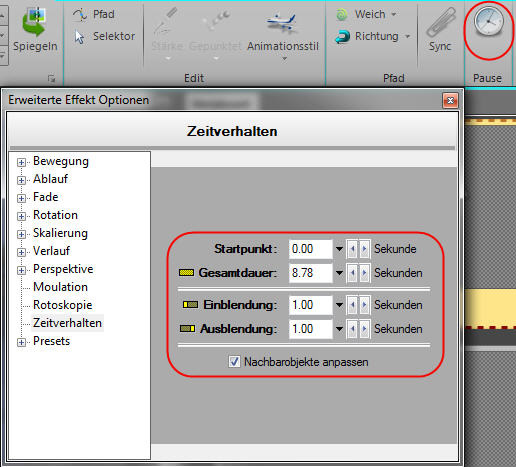 Pfad
Weich
Spiegeln
Selektor
Stärke
Gepunktet
Animationsstil
Richtung
Sync
Edit
Pfad
Pause
Erweiterte Effekt Optionen
Zeitverhalten
Bewegung
Ablauf
Fade
Rotation
Skalierung
Verlauf
Perspektive
Moulation
Rotoskopie
Zeitverhalten
Presets
Startpunkt: 0.00 Sekunde
Gesamtdauer: 8.78 Sekunden
Einblendung: 1.00 Sekunden
Ausblendung: 1.00 Sekunden
Nachbarobjekte anpassen